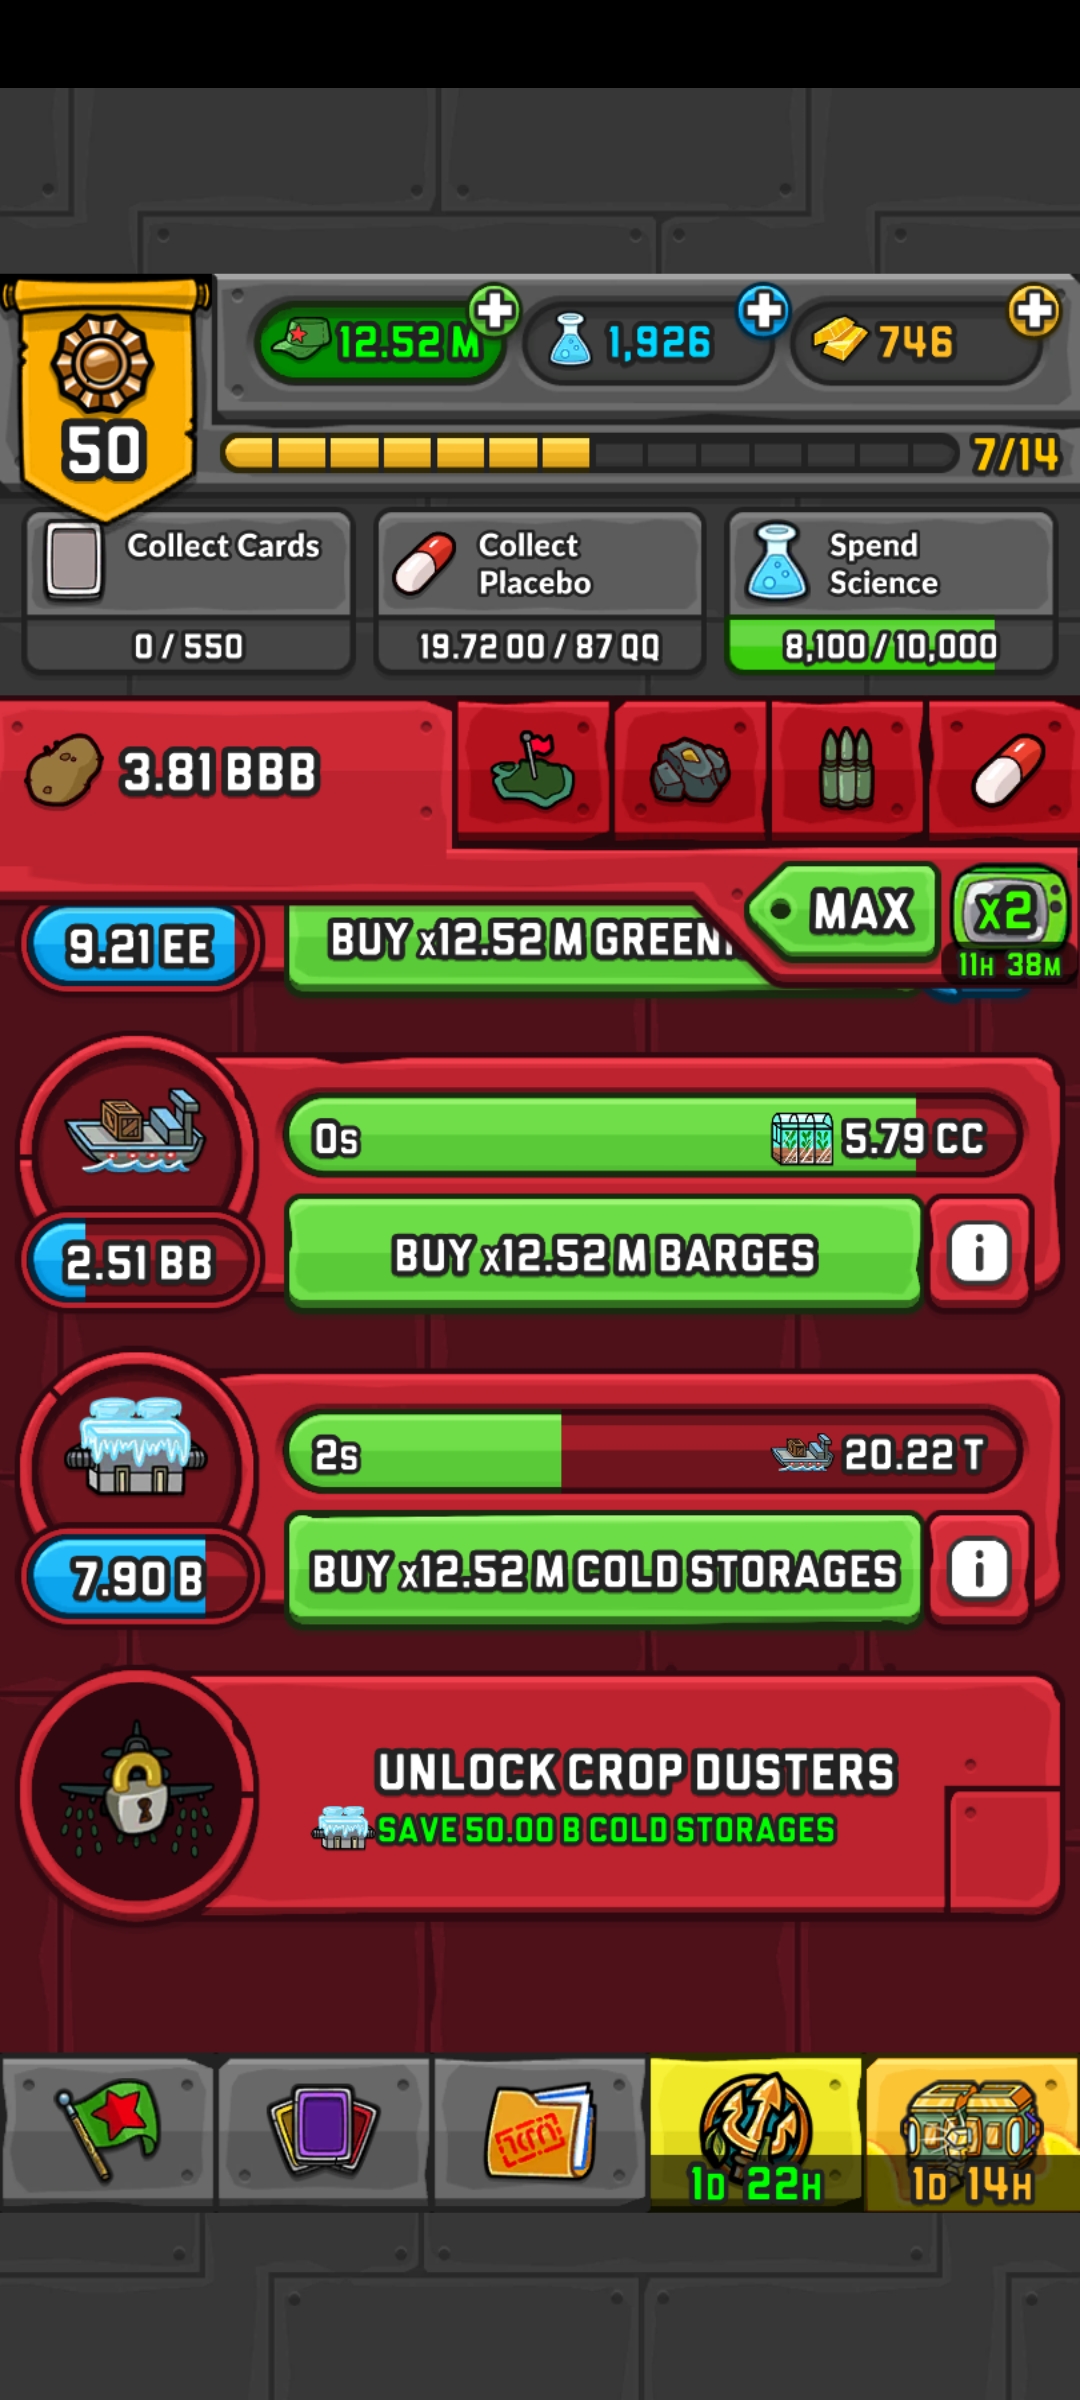 12.52 M
1,926
746
50
7/14
Collect Cards
0 / 550
Collect
Placebo
19.72 OO / 87 QQ
Spend
Science
8,100 / 10,000
3.81 BBB
MAX
x2
11H 38M
9.21 EE
BUY x12.52 M GREEN
0s
5.79 CC
2.51 BB
BUY x12.52 M BARGES
i
2s
20.22 T
7.90 B
BUY x12.52 M COLD STORAGES
i
UNLOCK CROP DUSTERS
SAVE 50.00 B COLD STORAGES
1D 22H
1D 14H